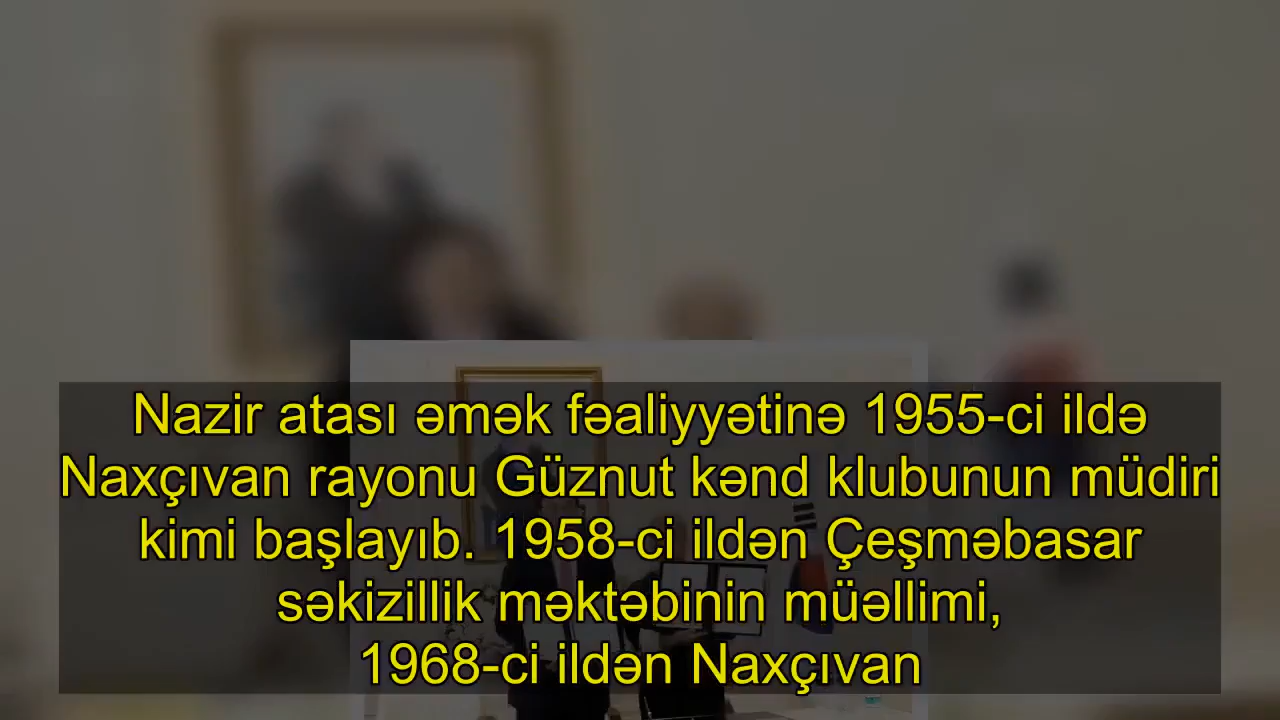 Nazir atası əmək fəaliyyətinə 1955-ci ildə
Naxçıvan rayonu Güznut kənd klubunun müdiri
kimi başlayıb. 1958-ci ildən Çeşməbasar
səkizillik məktəbinin müəllimi,
1968-ci ildən Naxçıvan